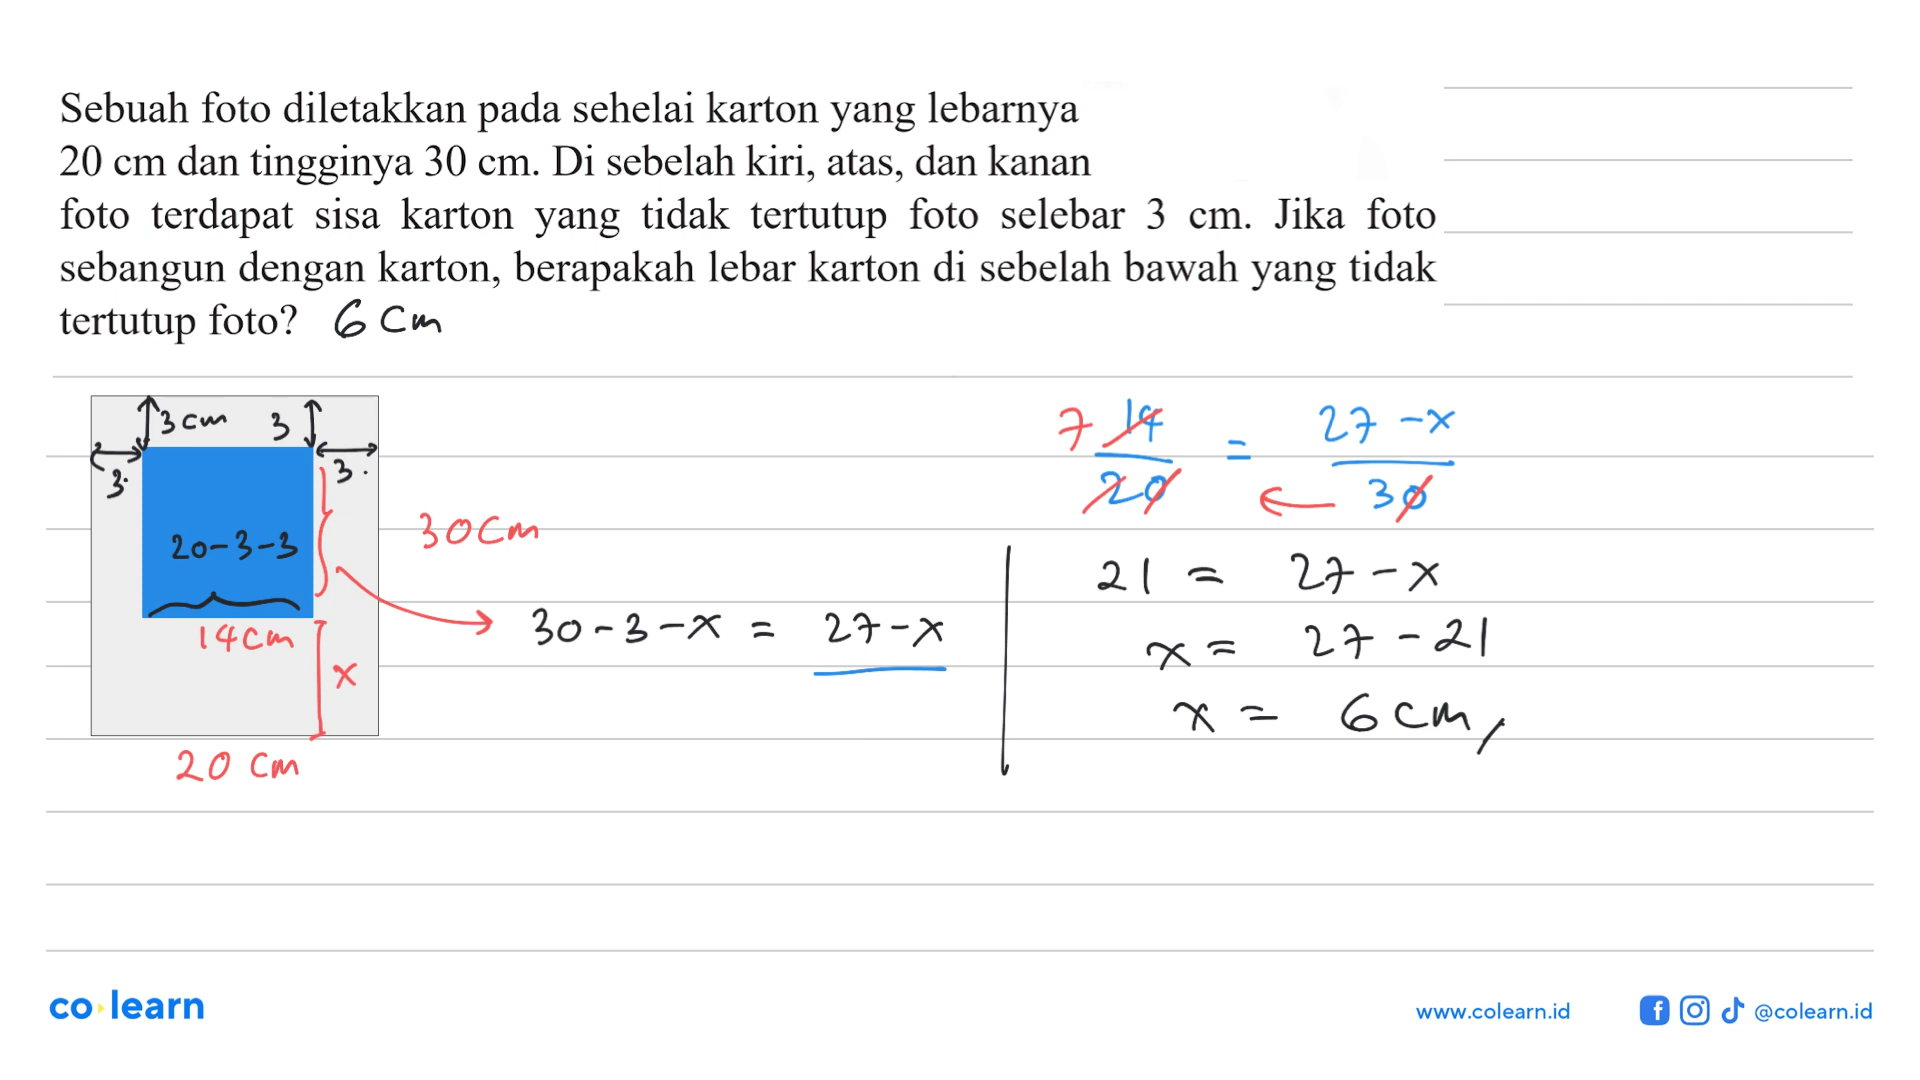 Sebuah foto diletakkan pada sehelai karton yang lebarnya
20 cm dan tingginya 30 cm. Di sebelah kiri, atas, dan kanan
foto terdapat sisa karton yang tidak tertutup foto selebar 3 cm. Jika foto
sebangun dengan karton, berapakah lebar karton di sebelah bawah yang tidak
tertutup foto? 6 cm
3 cm 3
3. 3.
20-3-3
14 cm
x
20 cm
30 cm
30-3-x = 27-x
7 14 = 27-x
20 30
21 = 27-x
x = 27-21
x = 6 cm,
co learn
www.colearn.id @colearn.id